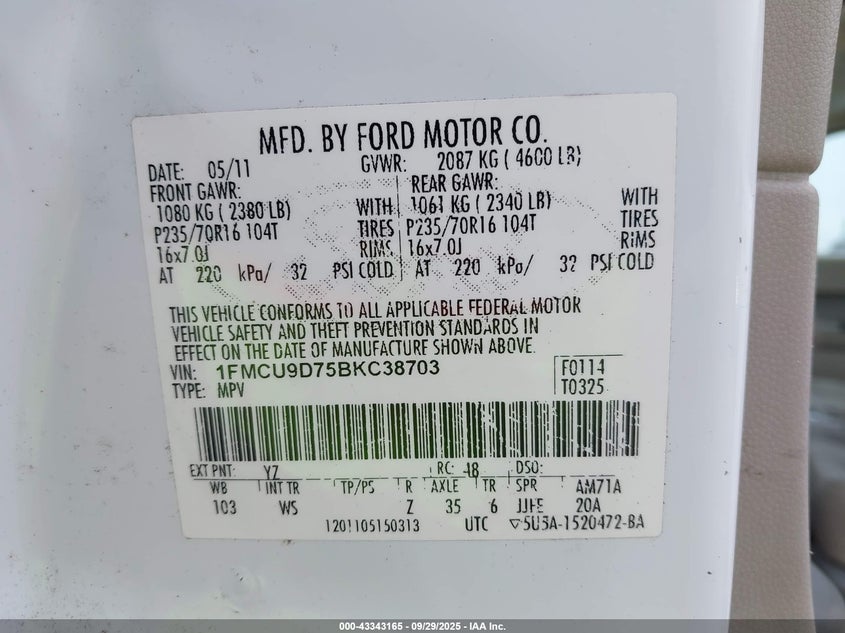 MFD. BY FORD MOTOR CO.
DATE: 05/11 GVWR: 2087 KG ( 4600 LB)
FRONT GAWR: REAR GAWR:
1080 KG ( 2380 LB) WITH 1061 KG ( 2340 LB) WITH
P235/70R16 104T TIRES P235/70R16 104T TIRES
16x7.0J RIMS 16x7.0J RIMS
AT 220 kPa/ 32 PSI COLD AT 220 kPa/ 32 PSI COLD
THIS VEHICLE CONFORMS TO ALL APPLICABLE FEDERAL MOTOR
VEHICLE SAFETY AND THEFT PREVENTION STANDARDS IN
EFFECT ON THE DATE OF MANUFACTURE SHOWN ABOVE.
VIN: 1FMCU9D75BKC38703 F0114
TYPE: MPV T0325
EXT PNT: YZ RC: 48 DSO:
WB INT TR TP/PS R AXLE TR SPR AM71A
103 WS Z 35 6 JJFE 20A
1201105150313 UTC ▽5U5A-1520472-BA
000-43343165 - 09/29/2025 - IAA Inc.